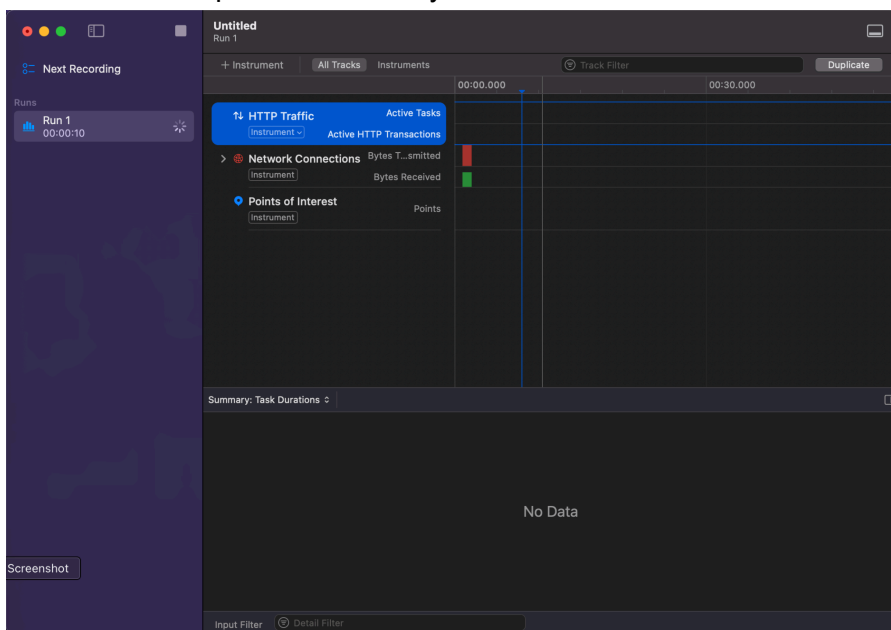 Untitled
Run 1
Next Recording
+ Instrument All Tracks Instruments Track Filter Duplicate
00:00.000 00:30.000
Runs
Run 1
00:00:10
HTTP Traffic Active Tasks
Instrument Active HTTP Transactions
Network Connections Bytes T...smitted
Instrument Bytes Received
Points of Interest Points
Instrument
Summary: Task Durations
No Data
Screenshot
Input Filter Detail Filter